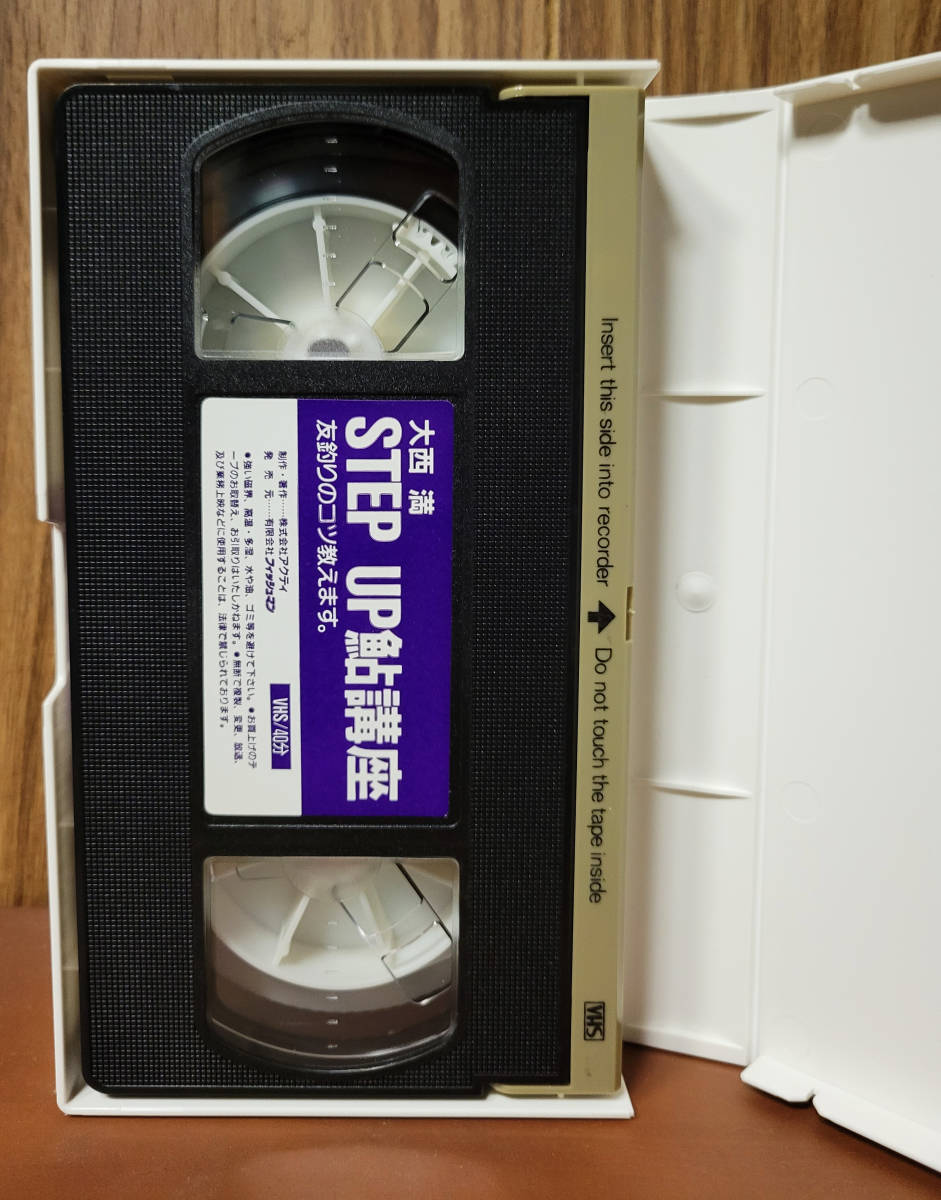 大西 満
STEP UP鮎講座
友釣りのコツ教えます。
制作・著作……株式会社アクティ
発 売 元……有限会社フィッシュマン
VHS/40分
●強い磁界、高温・多湿、水や油、ゴミ等を避けて下さい。●お買上げのテ
ープのお取替え、お引取りはいたしかねます。●無断で複製、変更、放送、
及び業務上映などに使用することは、法律で禁じられております。
Insert this side into recorder ↑ Do not touch the tape inside
VHS